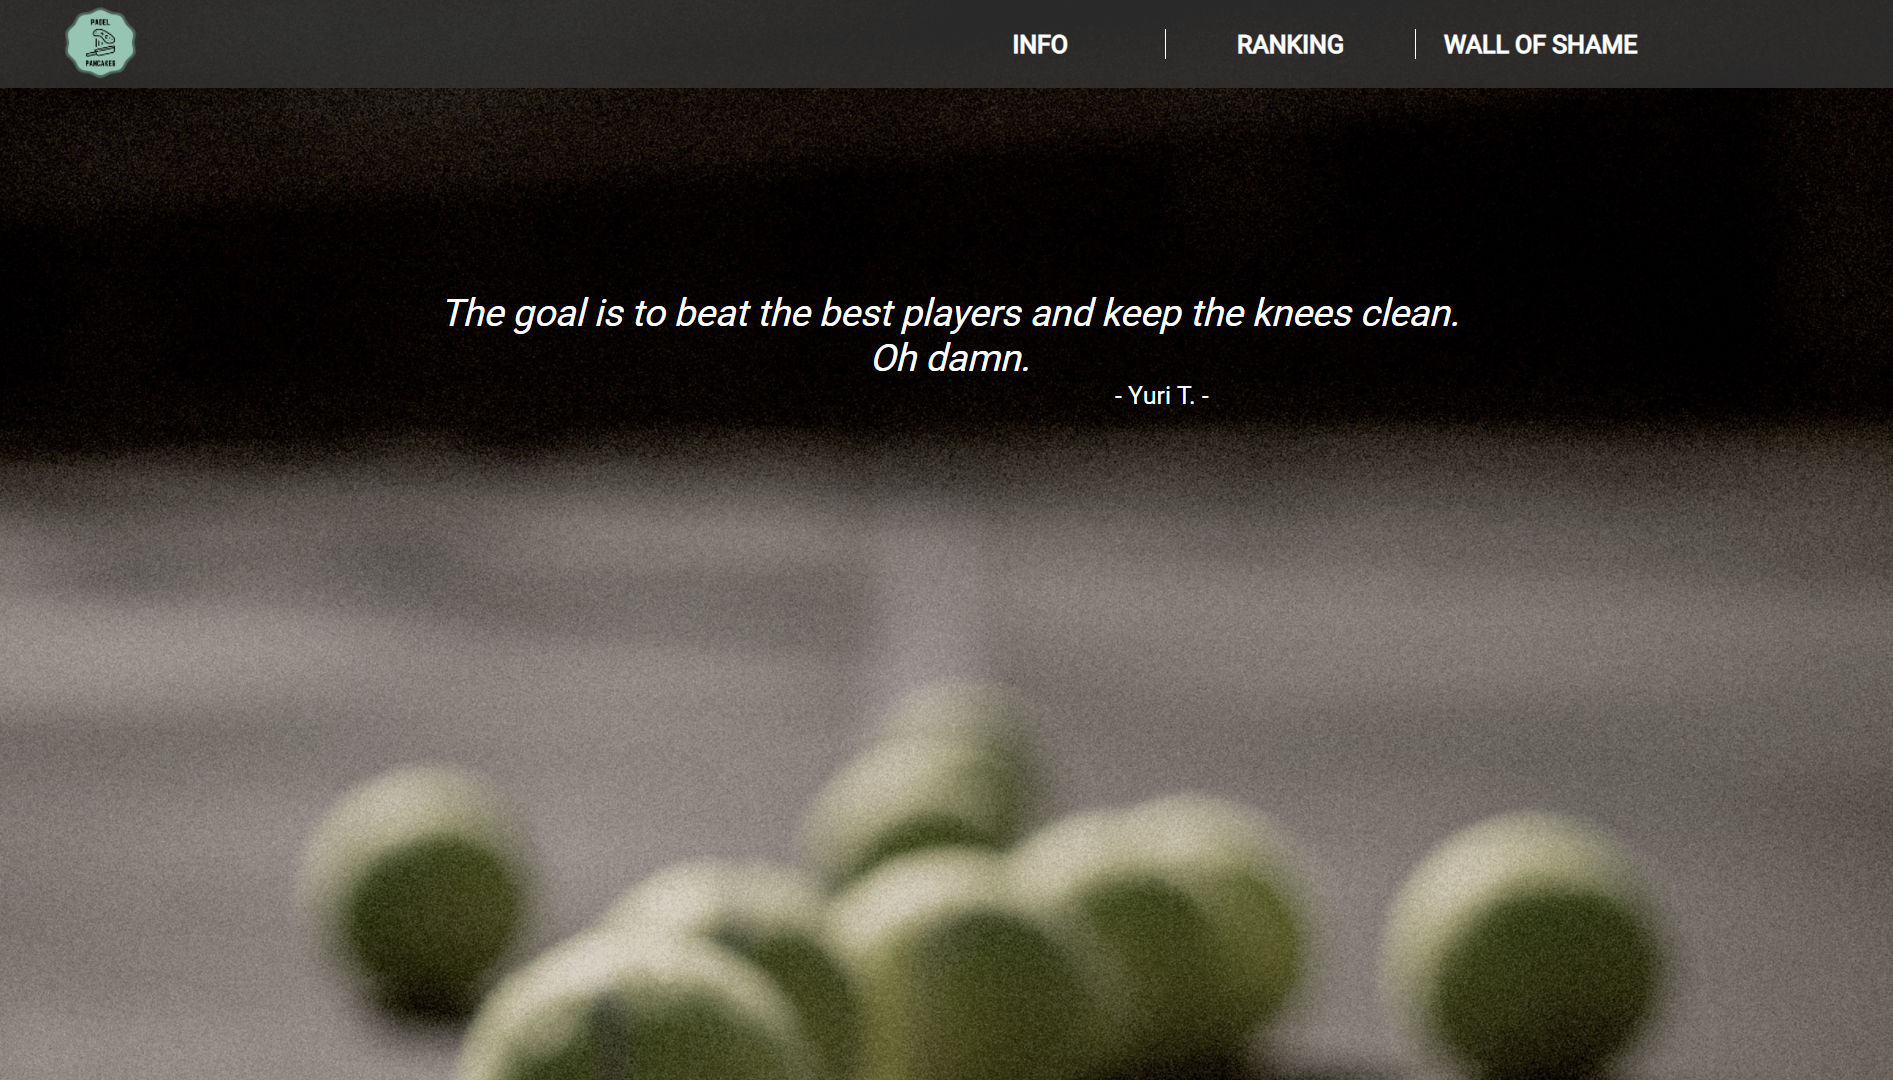 PADEL
PANCAKES
INFO
RANKING
WALL OF SHAME
The goal is to beat the best players and keep the knees clean.
Oh damn.
- Yuri T. -